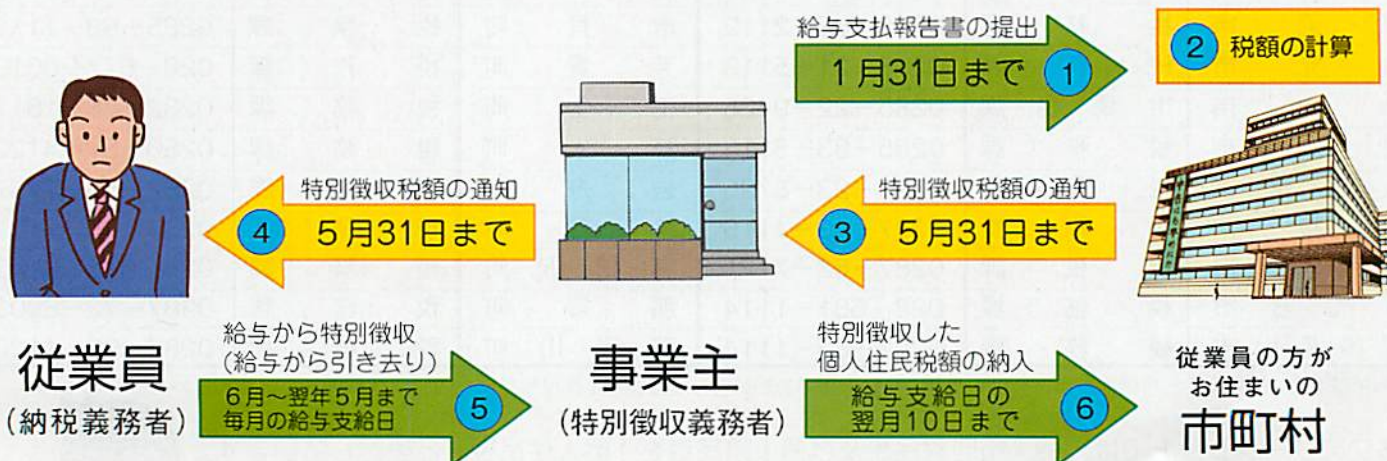 給与支払報告書の提出
1月31日まで ①
② 税額の計算
特別徴収税額の通知
④ 5月31日まで
特別徴収税額の通知
③ 5月31日まで
給与から特別徴収
(給与から引き去り)
6月~翌年5月まで
毎月の給与支給日 ⑤
特別徴収した
個人住民税額の納入
給与支給日の
翌月10日まで ⑥
従業員
(納税義務者)
事業主
(特別徴収義務者)
従業員の方が
お住まいの
市町村